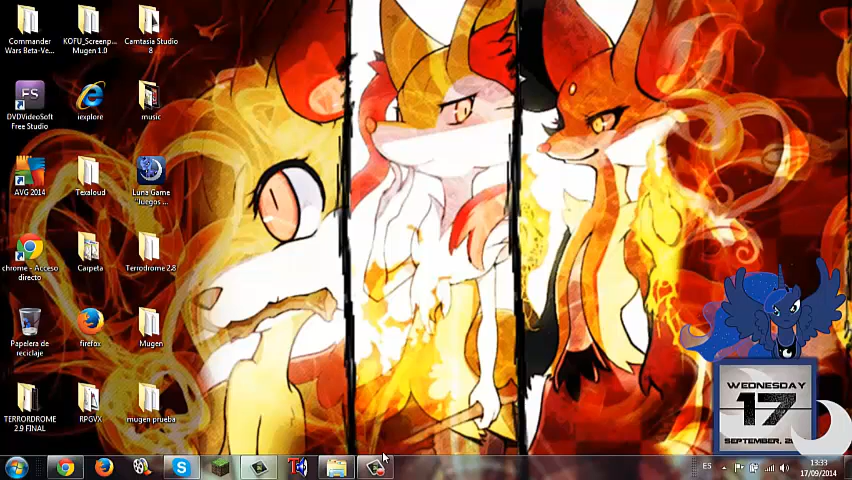 Commander
Wars Beta-Ve...
KOFU_Screenp...
Mugen 1.0
Camtasia Studio
8
ES
DVDVideoSoft
Free Studio
iexplore
music
AVG 2014
Texaloud
Luna Game
"Juegos ...
chrome - Acceso
directo
Carpeta
Terrodrome 2.8
Papelera de
reciclaje
firefox
Mugen
TERRORDROME
2.9 FINAL
RPGVX
mugen prueba
WEDNESDAY
17
SEPTEMBER, 2
ES
13:33
17/09/2014